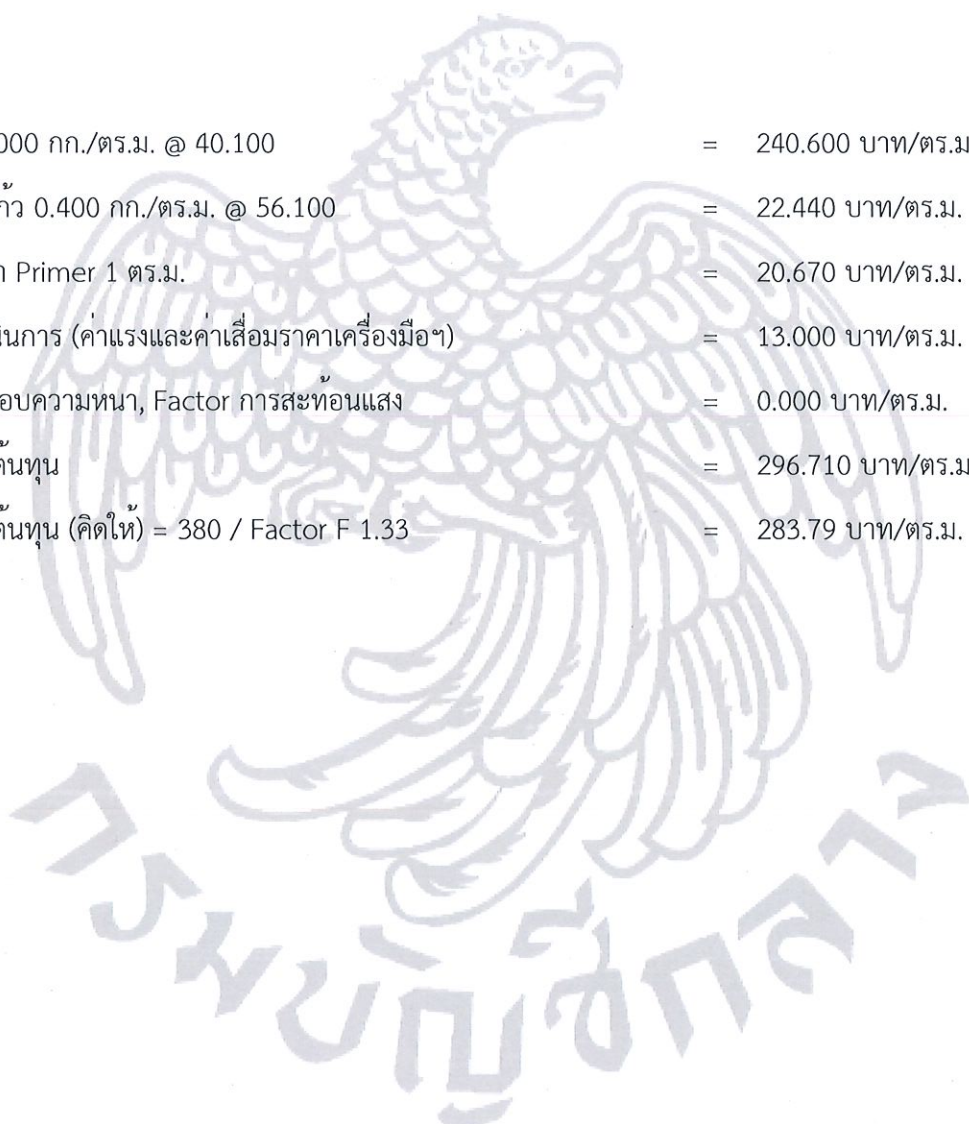 000 กก./ตร.ม. @ 40.100 = 240.600 บาท/ตร.ม
ก้ว 0.400 กก./ตร.ม. @ 56.100 = 22.440 บาท/ตร.ม.
า Primer 1 ตร.ม. = 20.670 บาท/ตร.ม.
นินการ (ค่าแรงและค่าเสื่อมราคาเครื่องมือฯ) = 13.000 บาท/ตร.ม.
อบความหนา, Factor การสะท้อนแสง = 0.000 บาท/ตร.ม.
ต้นทุน = 296.710 บาท/ตร.ม
ต้นทุน (คิดให้) = 380 / Factor F 1.33 = 283.79 บาท/ตร.ม.
กรมบัญชีกลาง